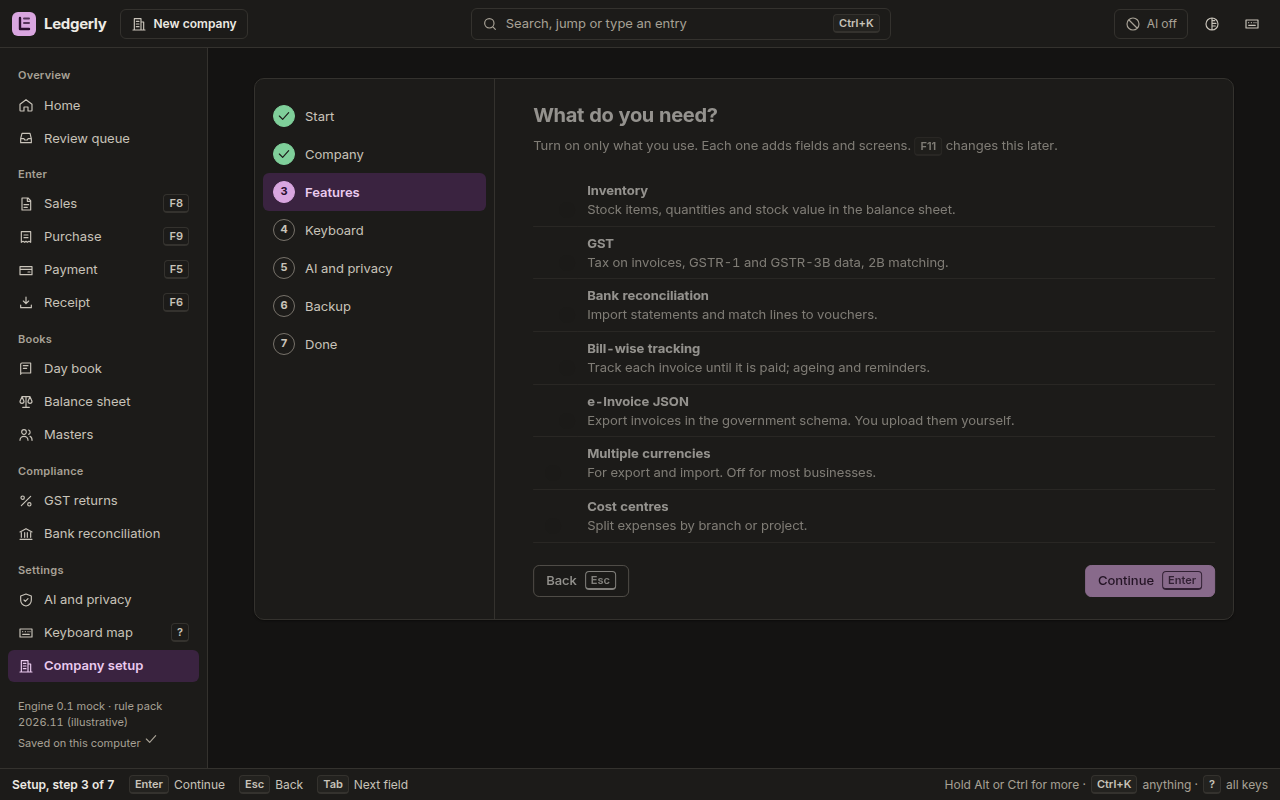 Ledgerly
New company
Search, jump or type an entry
Ctrl+K
AI off
Overview
Home
Review queue
Enter
Sales F8
Purchase F9
Payment F5
Receipt F6
Books
Day book
Balance sheet
Masters
Compliance
GST returns
Bank reconciliation
Settings
AI and privacy
Keyboard map ?
Company setup
Engine 0.1 mock · rule pack
2026.11 (illustrative)
Saved on this computer
Start
Company
3 Features
4 Keyboard
5 AI and privacy
6 Backup
7 Done
What do you need?
Turn on only what you use. Each one adds fields and screens. F11 changes this later.
Inventory
Stock items, quantities and stock value in the balance sheet.
GST
Tax on invoices, GSTR-1 and GSTR-3B data, 2B matching.
Bank reconciliation
Import statements and match lines to vouchers.
Bill-wise tracking
Track each invoice until it is paid; ageing and reminders.
e-Invoice JSON
Export invoices in the government schema. You upload them yourself.
Multiple currencies
For export and import. Off for most businesses.
Cost centres
Split expenses by branch or project.
Back Esc
Continue Enter
Setup, step 3 of 7 Enter Continue Esc Back Tab Next field
Hold Alt or Ctrl for more · Ctrl+K anything · ? all keys